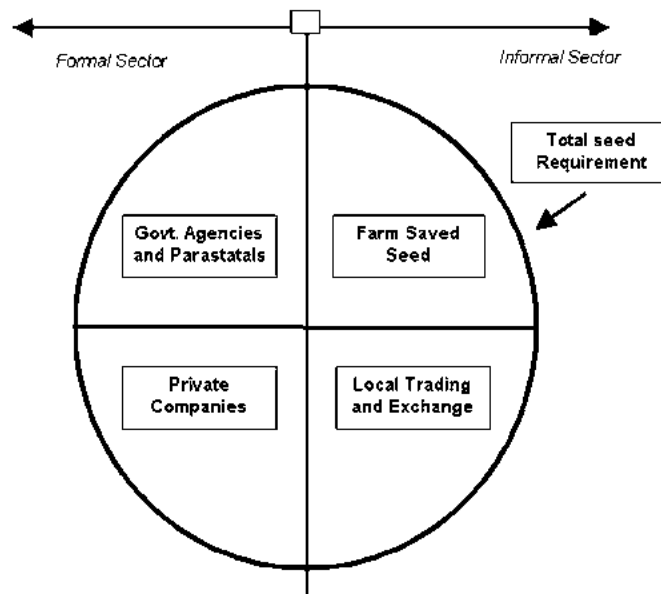 Formal Sector
Informal Sector
Total seed
Requirement
Govt. Agencies
and Parastatals
Farm Saved
Seed
Private
Companies
Local Trading
and Exchange